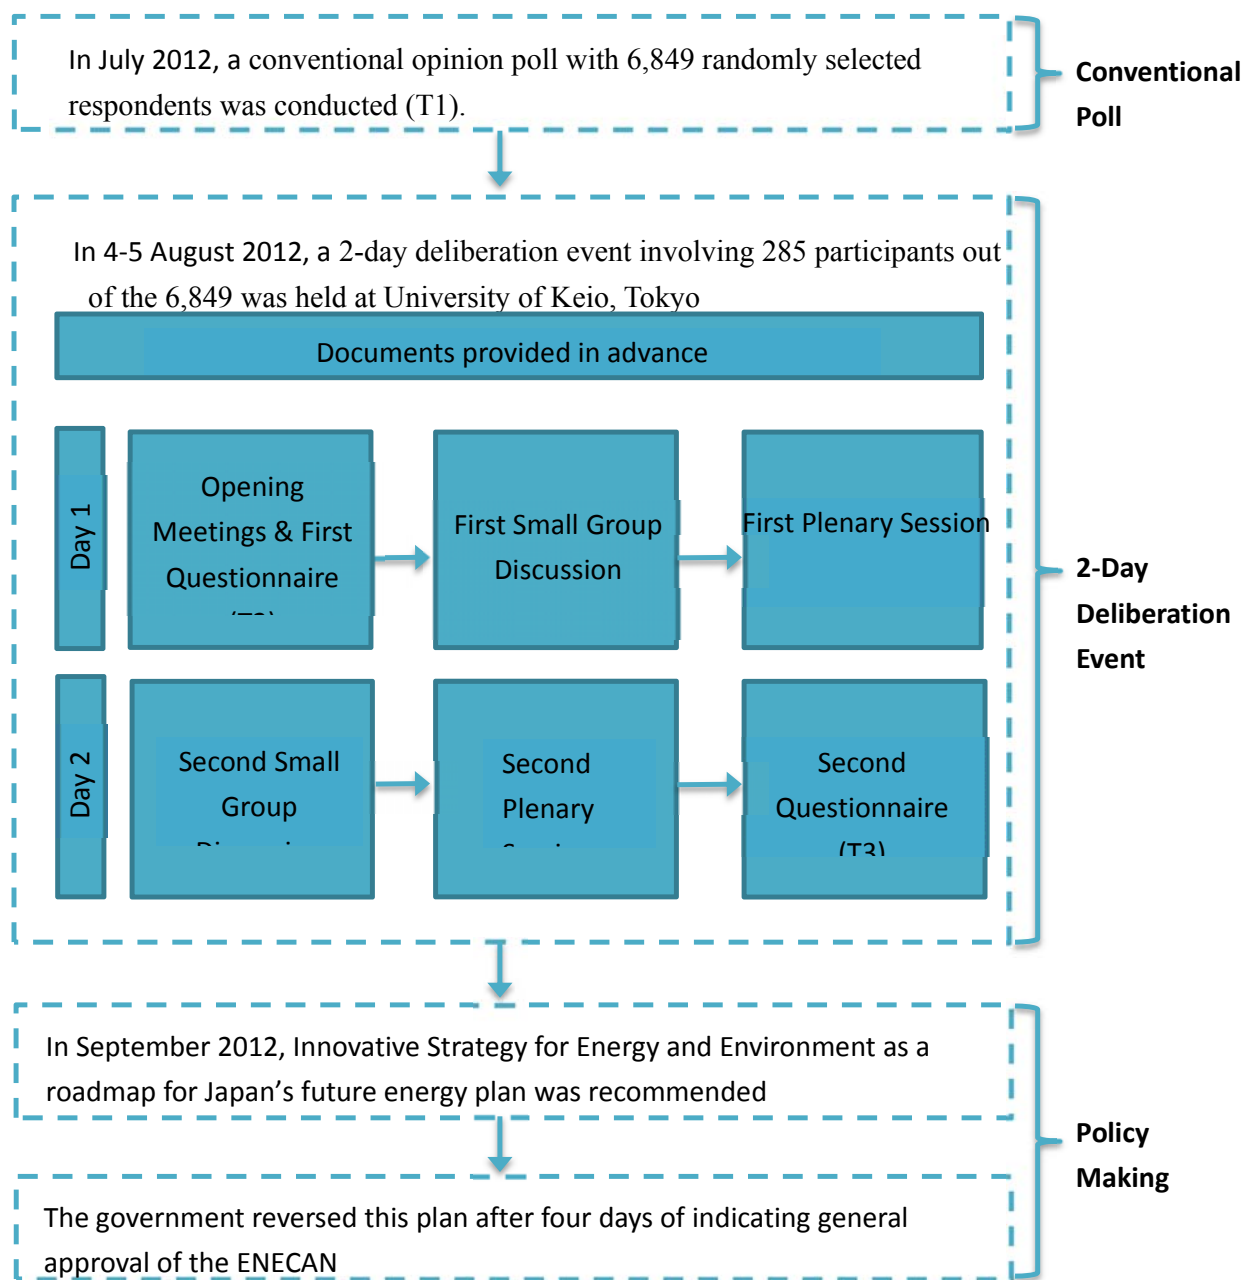 In July 2012, a conventional opinion poll with 6,849 randomly selected
respondents was conducted (T1).
Conventional
Poll
In 4-5 August 2012, a 2-day deliberation event involving 285 participants out
of the 6,849 was held at University of Keio, Tokyo
Documents provided in advance
Day 1
Opening
Meetings & First
Questionnaire
First Small Group
Discussion
First Plenary Session
2-Day
Deliberation
Event
Day 2
Second Small
Group
Second
Plenary
Second
Questionnaire
(T3)
In September 2012, Innovative Strategy for Energy and Environment as a
roadmap for Japan’s future energy plan was recommended
Policy
Making
The government reversed this plan after four days of indicating general
approval of the ENECAN